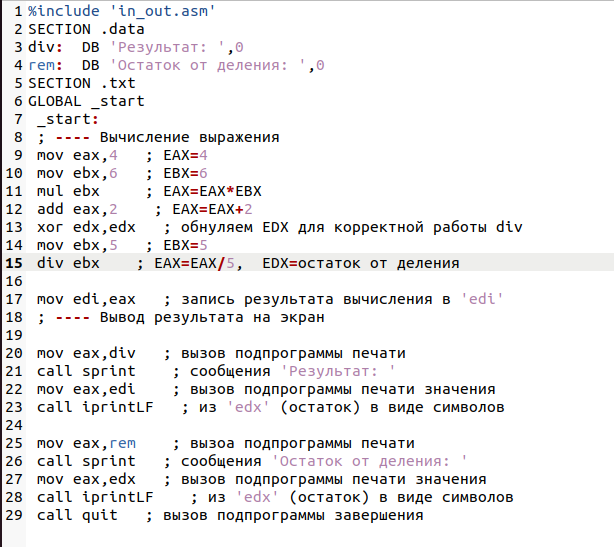 1 %include 'in_out.asm'
2 SECTION .data
3 div:  DB 'Результат: ',0
4 rem:  DB 'Остаток от деления: ',0
5 SECTION .txt
6 GLOBAL _start
7  _start:
8  ; ---- Вычисление выражения
9  mov eax,4   ; EAX=4
10  mov ebx,6   ; EBX=6
11  mul ebx     ; EAX=EAX*EBX
12  add eax,2    ; EAX=EAX+2
13  xor edx,edx   ; обнуляем EDX для корректной работы div
14  mov ebx,5   ; EBX=5
15  div ebx    ; EAX=EAX/5,  EDX=остаток от деления
16
17  mov edi,eax   ; запись результата вычисления в 'edi'
18  ; ---- Вывод результата на экран
19
20  mov eax,div   ; вызов подпрограммы печати
21  call sprint    ; сообщения 'Результат: '
22  mov eax,edi    ; вызов подпрограммы печати значения
23  call iprintLF   ; из 'edx' (остаток) в виде символов
24
25  mov eax,rem    ; вызоа подпрограммы печати
26  call sprint   ; сообщения 'Остаток от деления: '
27  mov eax,edx   ; вызов подпрограммы печати значения
28  call iprintLF    ; из 'edx' (остаток) в виде символов
29  call quit   ; вызов подпрограммы завершения